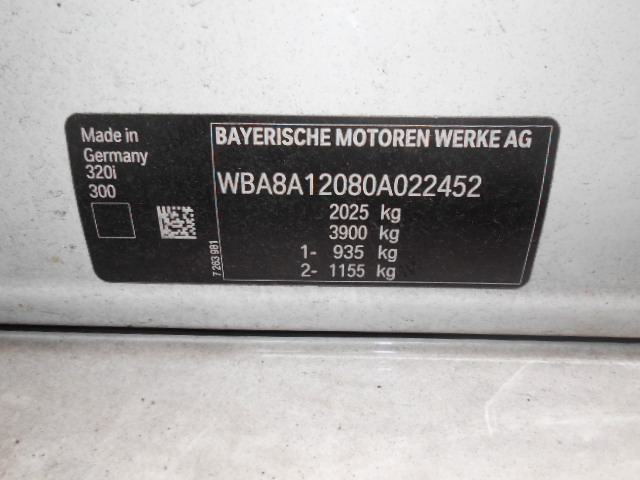 Made in
Germany
320i
300
7 263 981
BAYERISCHE MOTOREN WERKE AG
WBA8A12080A022452
2025 kg
3900 kg
1- 935 kg
2- 1155 kg